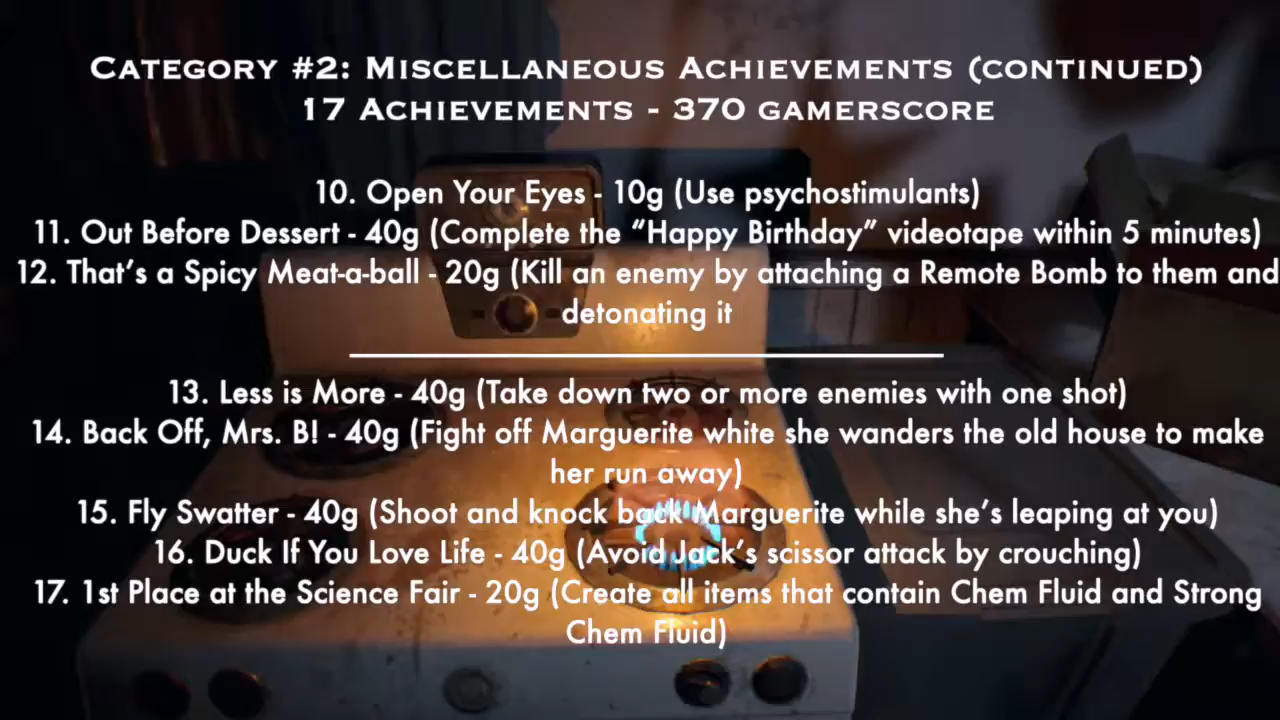 CATEGORY #2: MISCELLANEOUS ACHIEVEMENTS (CONTINUED)
17 ACHIEVEMENTS - 370 GAMERSCORE
10. Open Your Eyes - 10g (Use psychostimulants)
11. Out Before Dessert - 40g (Complete the “Happy Birthday” videotape within 5 minutes)
12. That’s a Spicy Meat-a-ball - 20g (Kill an enemy by attaching a Remote Bomb to them and
detonating it
13. Less is More - 40g (Take down two or more enemies with one shot)
14. Back Off, Mrs. B! - 40g (Fight off Marguerite white she wanders the old house to make
her run away)
15. Fly Swatter - 40g (Shoot and knock back Marguerite while she’s leaping at you)
16. Duck If You Love Life - 40g (Avoid Jack’s scissor attack by crouching)
17. 1st Place at the Science Fair - 20g (Create all items that contain Chem Fluid and Strong
Chem Fluid)